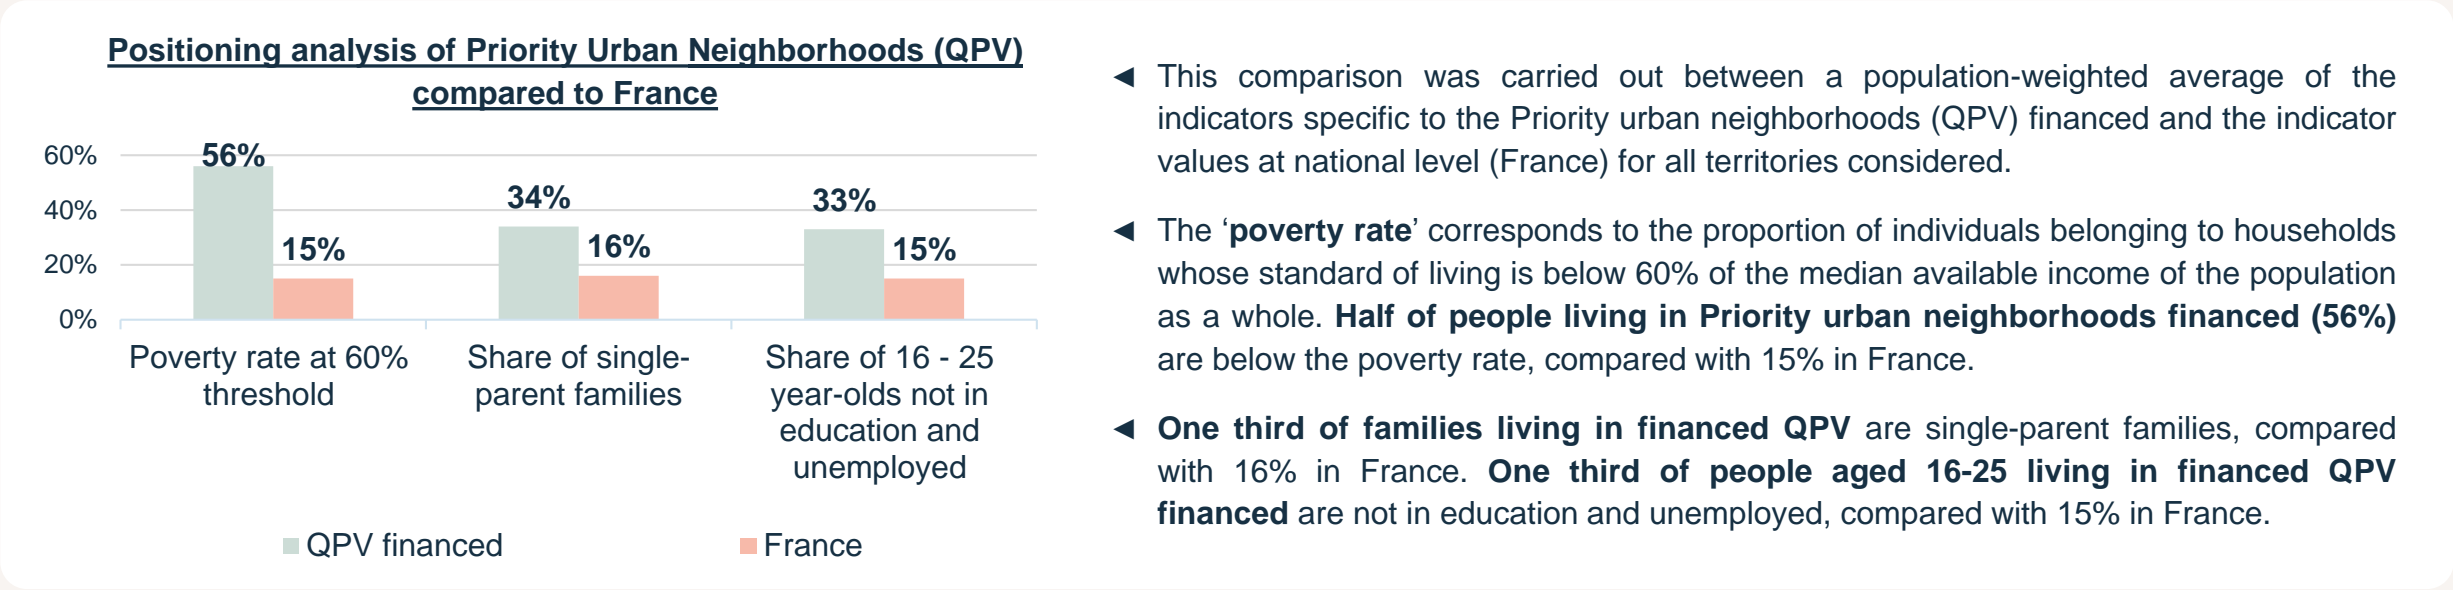 Positioning analysis of Priority Urban Neighborhoods (QPV)
compared to France
60%
40%
20%
0%
56%
15%
34%
16%
33%
15%
Poverty rate at 60%
threshold
Share of single-
parent families
Share of 16 - 25
year-olds not in
education and
unemployed
QPV financed
France
This comparison was carried out between a population-weighted average of the
indicators specific to the Priority urban neighborhoods (QPV) financed and the indicator
values at national level (France) for all territories considered.
The ‘poverty rate’ corresponds to the proportion of individuals belonging to households
whose standard of living is below 60% of the median available income of the population
as a whole. Half of people living in Priority urban neighborhoods financed (56%)
are below the poverty rate, compared with 15% in France.
One third of families living in financed QPV are single-parent families, compared
with 16% in France. One third of people aged 16-25 living in financed QPV
financed are not in education and unemployed, compared with 15% in France.